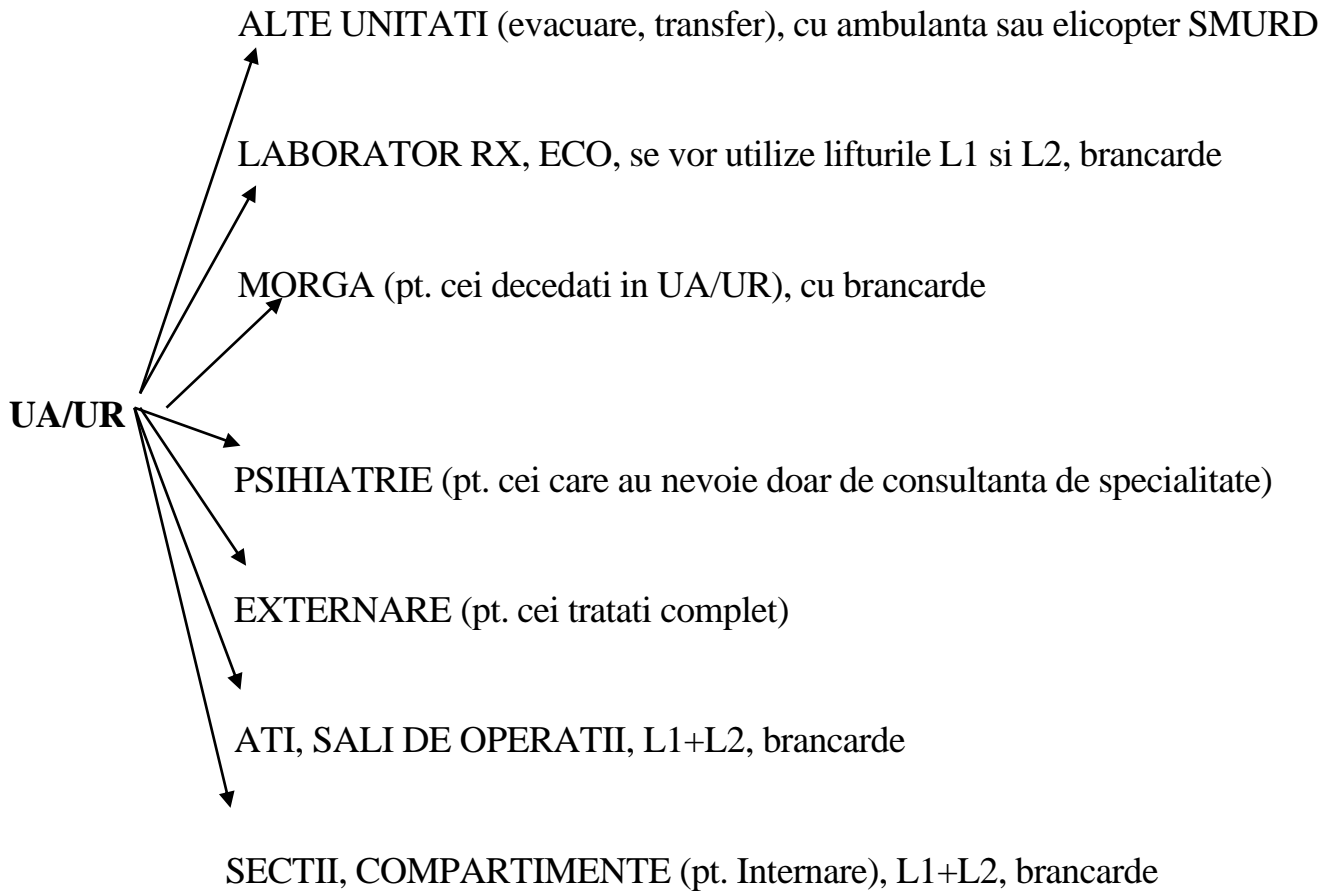 ALTE UNITATI (evacuare, transfer), cu ambulanta sau elicopter SMURD
LABORATOR RX, ECO, se vor utilize lifturile L1 si L2, brancarde
MORGA (pt. cei decedati in UA/UR), cu brancarde
UA/UR
PSIHIATRIE (pt. cei care au nevoie doar de consultanta de specialitate)
EXTERNARE (pt. cei tratati complet)
ATI, SALI DE OPERATII, L1+L2, brancarde
SECTII, COMPARTIMENTE (pt. Internare), L1+L2, brancarde